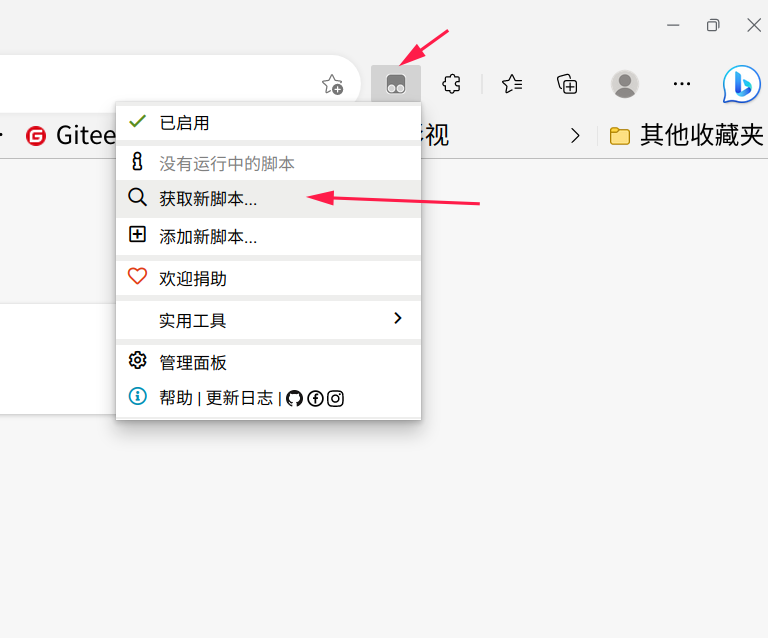 Gitee
视
其他收藏夹
已启用
没有运行中的脚本
获取新脚本...
添加新脚本...
欢迎捐助
实用工具
管理面板
帮助 | 更新日志 |